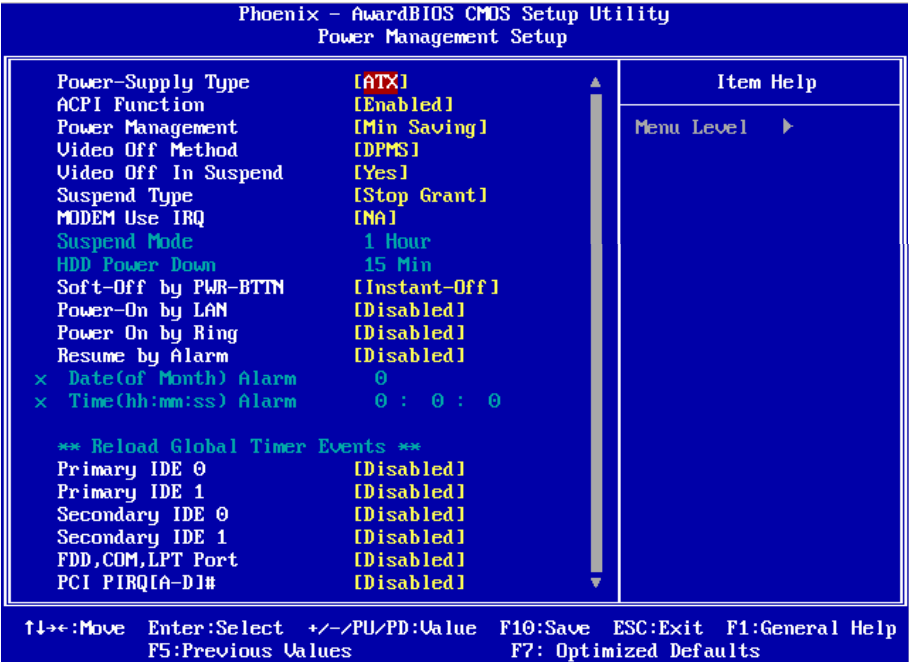 Phoenix - AwardBIOS CMOS Setup Utility
Power Management Setup
Power-Supply Type [ATX]
ACPI Function [Enabled]
Power Management [Min Saving]
Video Off Method [DPMS]
Video Off In Suspend [Yes]
Suspend Type [Stop Grant]
MODEM Use IRQ [NA]
Suspend Mode 1 Hour
HDD Power Down 15 Min
Soft-Off by PWR-BTTN [Instant-Off]
Power-On by LAN [Disabled]
Power On by Ring [Disabled]
Resume by Alarm [Disabled]
× Date(of Month) Alarm 0
× Time(hh:mm:ss) Alarm 0 : 0 : 0
** Reload Global Timer Events **
Primary IDE 0 [Disabled]
Primary IDE 1 [Disabled]
Secondary IDE 0 [Disabled]
Secondary IDE 1 [Disabled]
FDD,COM,LPT Port [Disabled]
PCI PIRQ[A-D]# [Disabled]
Item Help
Menu Level ▶
↑↓→←:Move Enter:Select +/-/PU/PD:Value F10:Save ESC:Exit F1:General Help
F5:Previous Values F7: Optimized Defaults